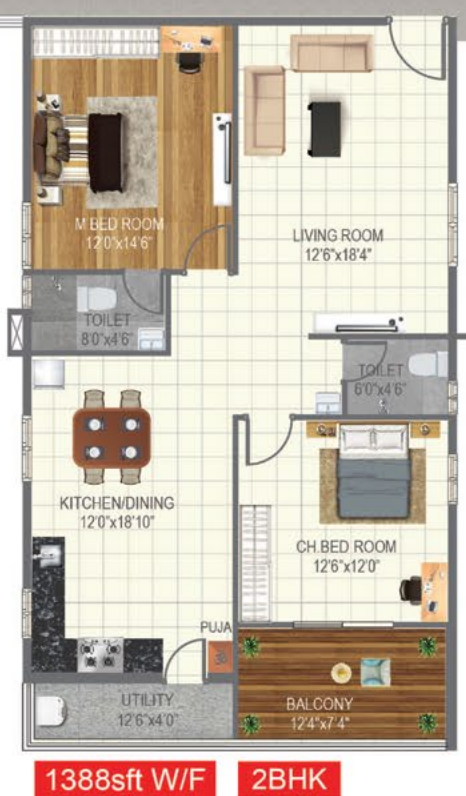 M.BED ROOM
12'0"x14'6"
LIVING ROOM
12'6"x18'4"
TOILET
8'0"x4'6"
TOILET
6'0"x4'6"
KITCHEN/DINING
12'0"x18'10"
CH.BED ROOM
12'6"x12'0"
PUJA
UTILITY
12'6"x4'0"
BALCONY
12'4"x7'4"
1388sft W/F
2BHK